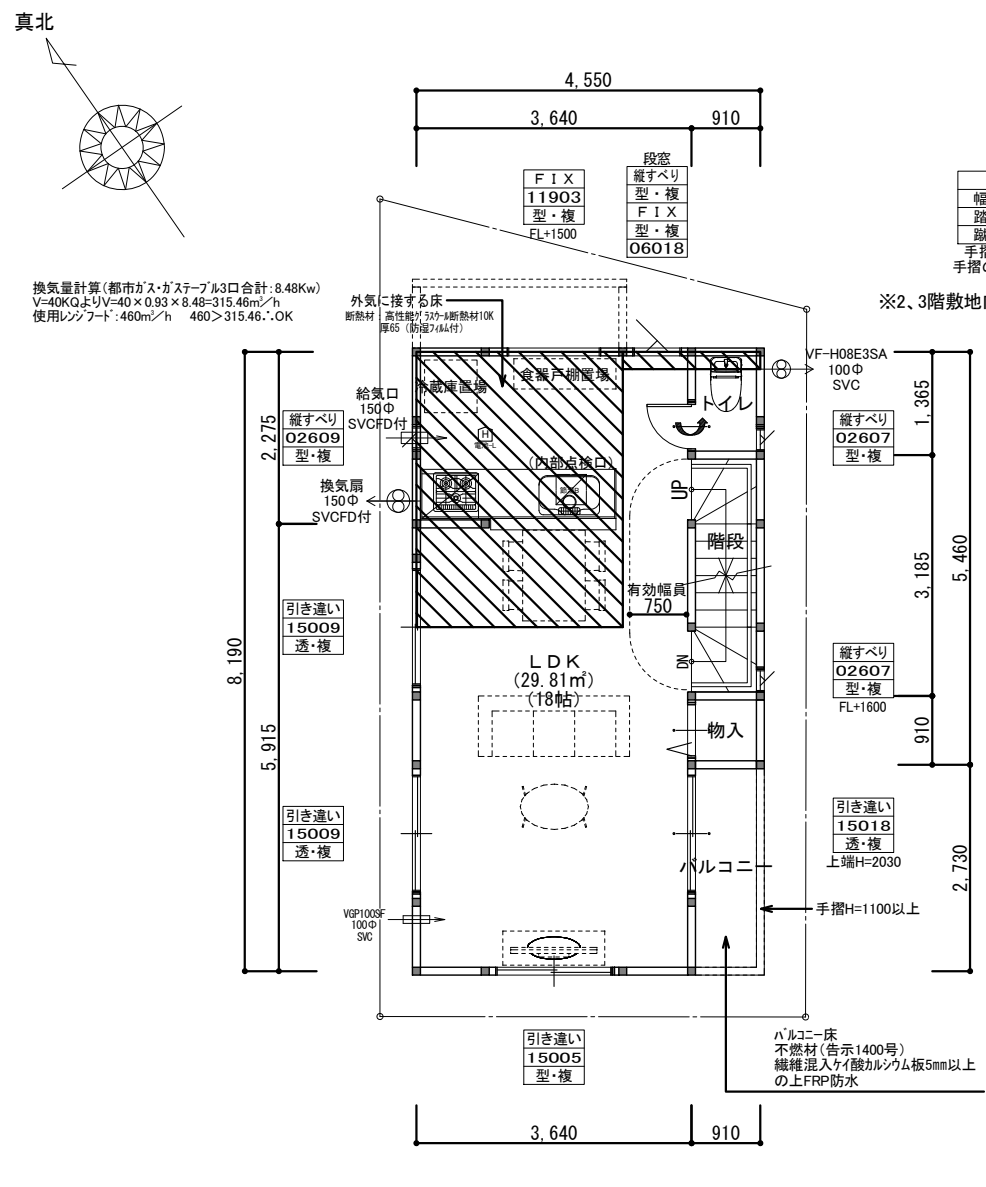 真北
4,550
3,640
910
段窓
縦すべり
型・複
ＦＩＸ
型・複
06018
ＦＩＸ
11903
型・複
FL+1500
幅
踏
蹴
手摺
手摺の
※2、3階敷地
換気量計算(都市ガス・ガステーブル3口合計:8.48Kw)
V=40KQよりV=40×0.93×8.48=315.46m³/h
使用レンジフード:460m³/h 460>315.46∴OK
外気に接する床
断熱材：高性能グラスウール断熱材10K
厚65（防湿フィルム付）
VF-H08E3SA
100Φ
SVC
冷蔵庫置場
食器戸棚置場
トイレ
給気口
150Φ
SVCFD付
縦すべり
02609
型・複
2,275
縦すべり
02607
型・複
1,365
(内部点検口)
UP
換気扇
150Φ
SVCFD付
階段
3,185
5,460
有効幅員
750
引き違い
15009
透・複
8,190
5,915
DN
ＬＤＫ
(29.81㎡)
(18帖)
縦すべり
02607
型・複
FL+1600
910
物入
引き違い
15009
透・複
引き違い
15018
透・複
上端H=2030
2,730
バルコニー
手摺H=1100以上
VGP100SF
100Φ
SVC
引き違い
15005
型・複
バルコニー床
不燃材(告示1400号)
繊維混入ケイ酸カルシウム板5mm以上
の上FRP防水
3,640
910